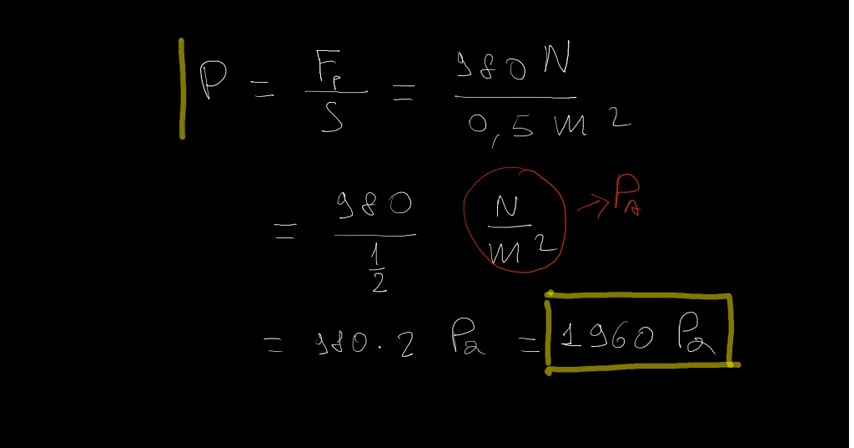 P = Fp / S = 980 N / 0,5 m²
= 980 / 1/2 N/m² → Pa
= 980 · 2 Pa = 1960 Pa